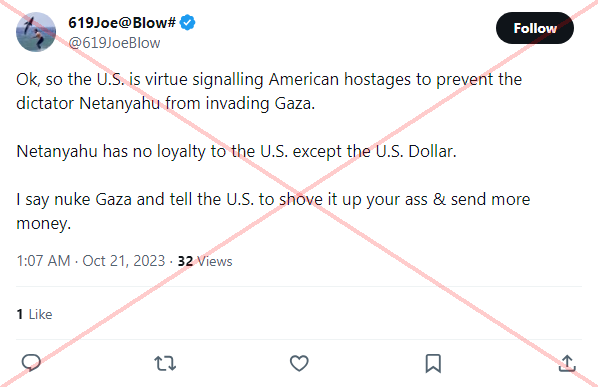 619Joe@Blow#
Follow
@619JoeBlow
Ok, so the U.S. is virtue signalling American hostages to prevent the
dictator Netanyahu from invading Gaza.
Netanyahu has no loyalty to the U.S. except the U.S. Dollar.
I say nuke Gaza and tell the U.S. to shove it up your ass & send more
money.
1:07 AM · Oct 21, 2023 · 32 Views
1 Like